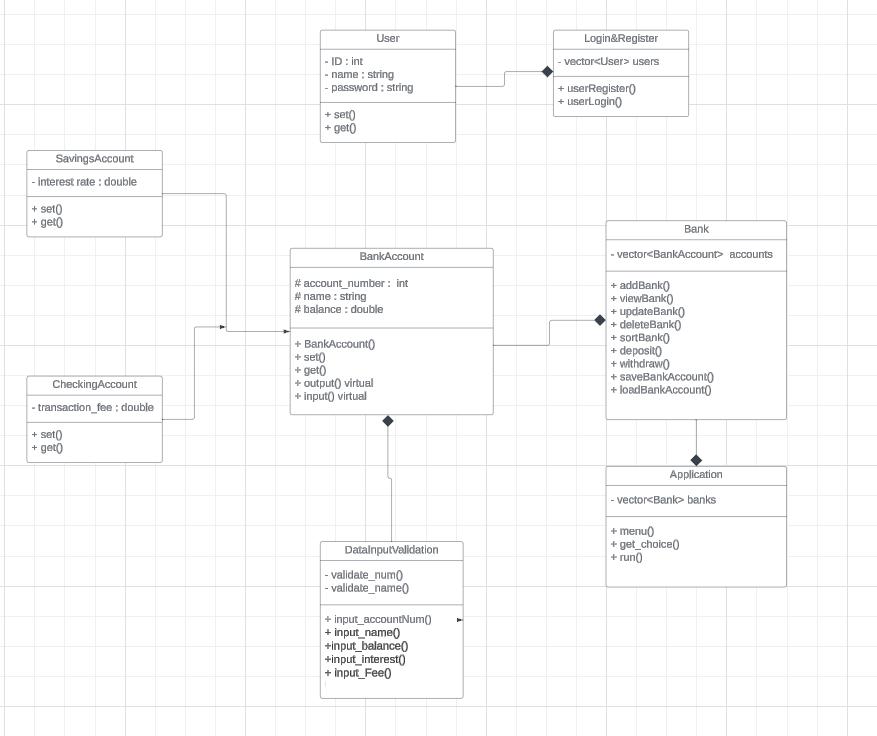 User
- ID : int
- name ; string
- password ; string
+ set()
+ get()
Login&Register
- vector<User> users
+ userRegister()
+ userLogin()
SavingsAccount
- interest rate ; double
+ set()
+ get()
BankAccount
# account_number :  int
# name : string
# balance : double
+ BankAccount()
+ set()
+ get()
+ output() virtual
+ input() virtual
Bank
- vector<BankAccount>  accounts
+ addBank()
+ viewBank()
+ updateBank()
+ deleteBank()
+ sortBank()
+ deposit()
+ withdraw()
+ saveBankAccount()
+ loadBankAccount()
CheckingAccount
- transaction_fee ; double
+ set()
+ get()
Application
- vector<Bank> banks
+ menu()
+ get_choice()
+ run()
DataInputValidation
- validate_num()
- validate_name()
+ input_accountNum()
+ input_name()
+input_balance()
+input_interest()
+ input_Fee()